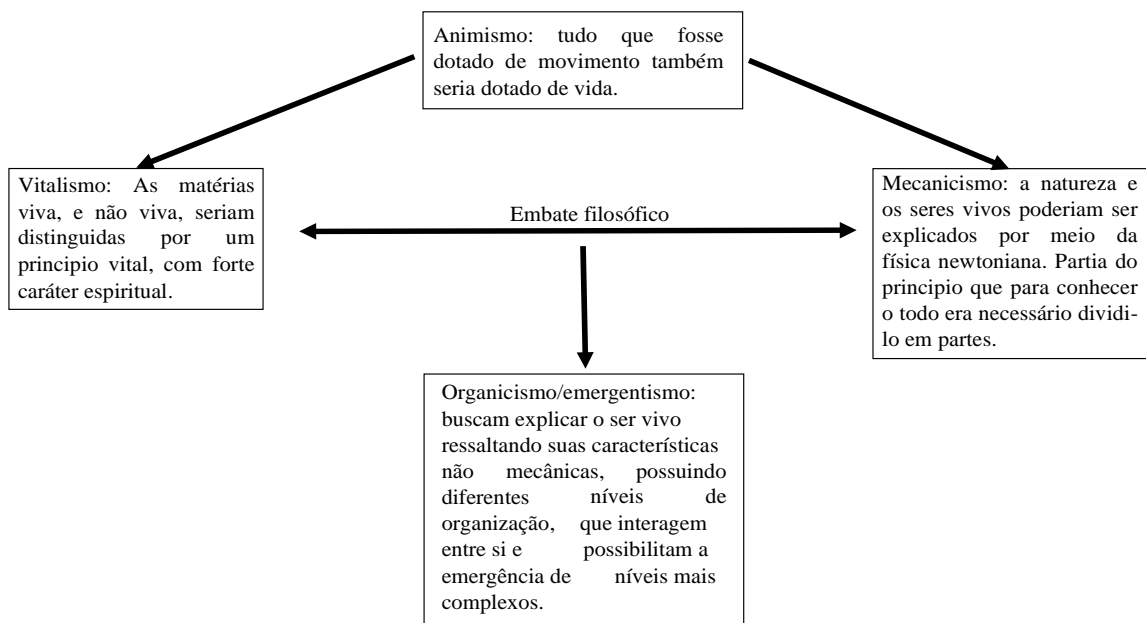 Animismo: tudo que fosse
dotado de movimento também
seria dotado de vida.
Vitalismo: As matérias
viva, e não viva, seriam
distinguidas por um
principio vital, com forte
caráter espiritual.
Embate filosófico
Mecanicismo: a natureza e
os seres vivos poderiam ser
explicados por meio da
física newtoniana. Partia do
principio que para conhecer
o todo era necessário dividi-
lo em partes.
Organicismo/emergentismo:
buscam explicar o ser vivo
ressaltando suas características
não mecânicas, possuindo
diferentes níveis de
organização, que interagem
entre si e possibilitam a
emergência de níveis mais
complexos.